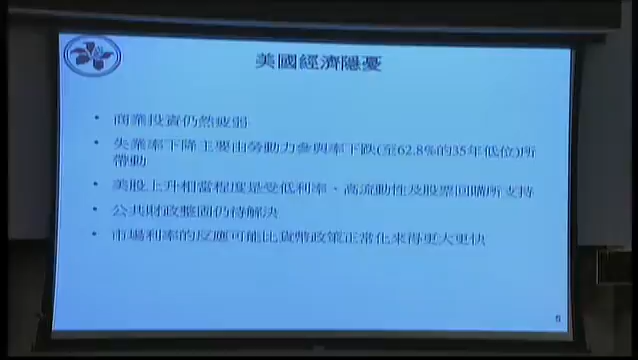 美國經濟隱憂
• 商業投資仍然疲弱
• 失業率下降主要由勞動力參與率下跌(至62.8%的35年低位)所
帶動
• 美股上升相當程度是受低利率、高流動性及股票回購所支持
• 公共財政整固仍待解決
• 市場利率的反應可能比貨幣政策正常化來得更大更快